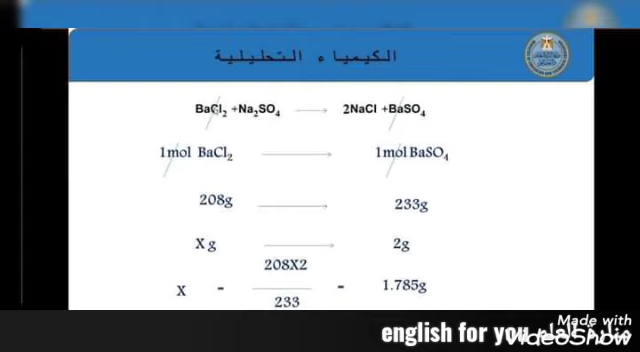 الكيمياء التحليلية
BaCl₂ +Na₂SO₄ → 2NaCl +BaSO₄
1mol BaCl₂ → 1mol BaSO₄
208g → 233g
X g → 2g
208X2
X - - 1.785g
233
Made with
english for you
VideoShow